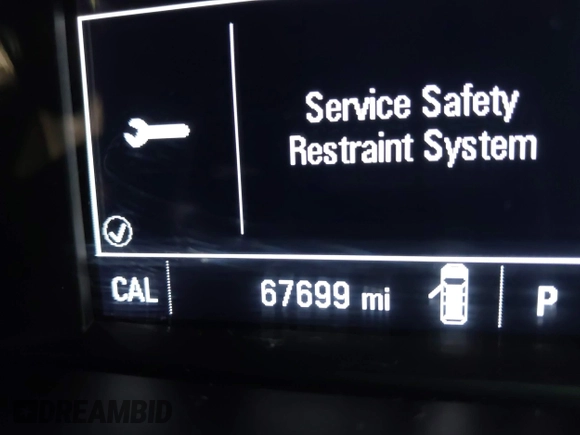 Service Safety
Restraint System
CAL
67699 mi
P
DREAMBID